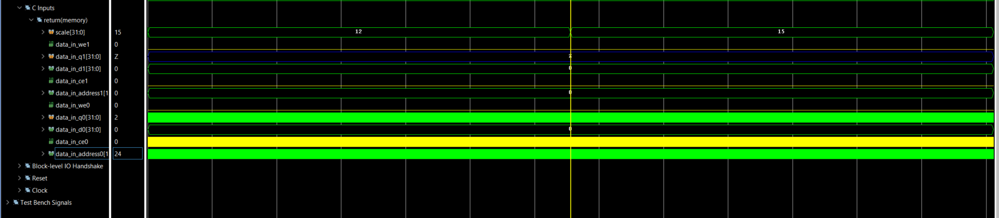 C Inputs
return(memory)
scale[31:0] 15 12 15
data_in_we1 0
data_in_q1[31:0] Z Z
data_in_d1[31:0] 0 0
data_in_ce1 0
data_in_address1[1 0 0
data_in_we0 0
data_in_q0[31:0] 2
data_in_d0[31:0] 0 0
data_in_ce0 0
data_in_address0[1 24
Block-level IO Handshake
Reset
Clock
Test Bench Signals